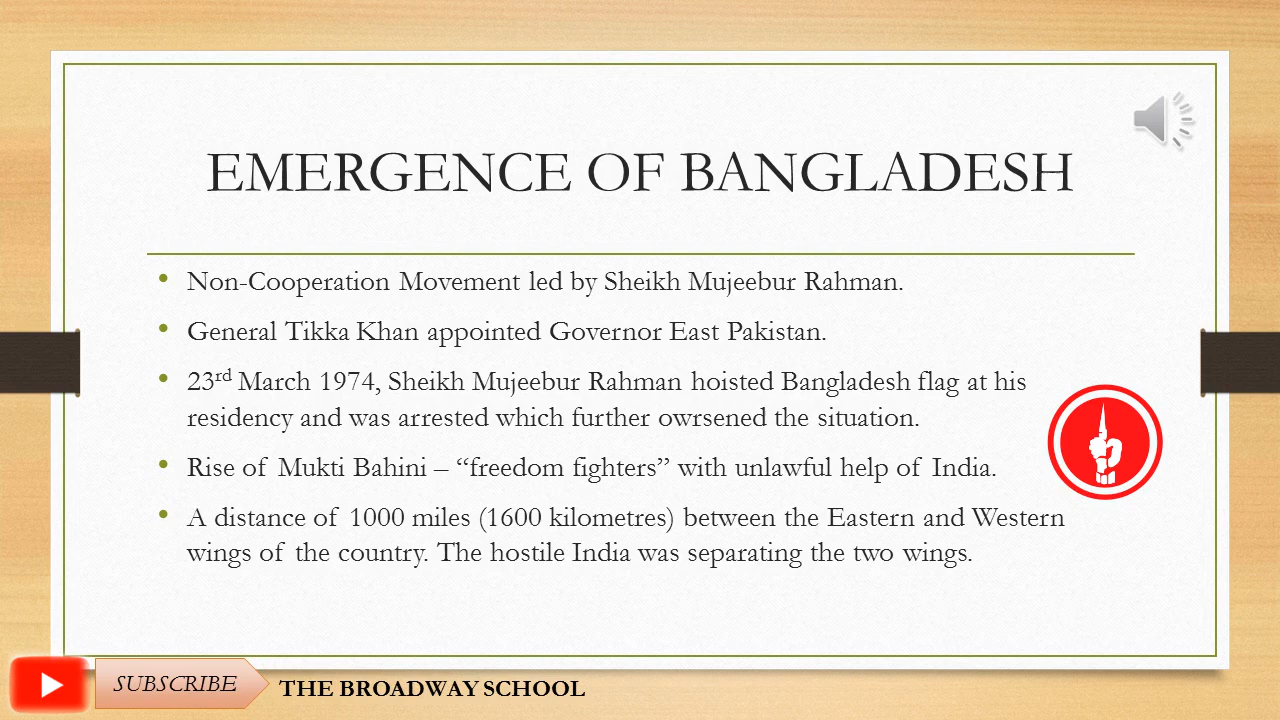 EMERGENCE OF BANGLADESH
• Non-Cooperation Movement led by Sheikh Mujeebur Rahman.
• General Tikka Khan appointed Governor East Pakistan.
• 23rd March 1974, Sheikh Mujeebur Rahman hoisted Bangladesh flag at his
residency and was arrested which further owrsened the situation.
• Rise of Mukti Bahini – “freedom fighters” with unlawful help of India.
• A distance of 1000 miles (1600 kilometres) between the Eastern and Western
wings of the country. The hostile India was separating the two wings.
SUBSCRIBE
THE BROADWAY SCHOOL